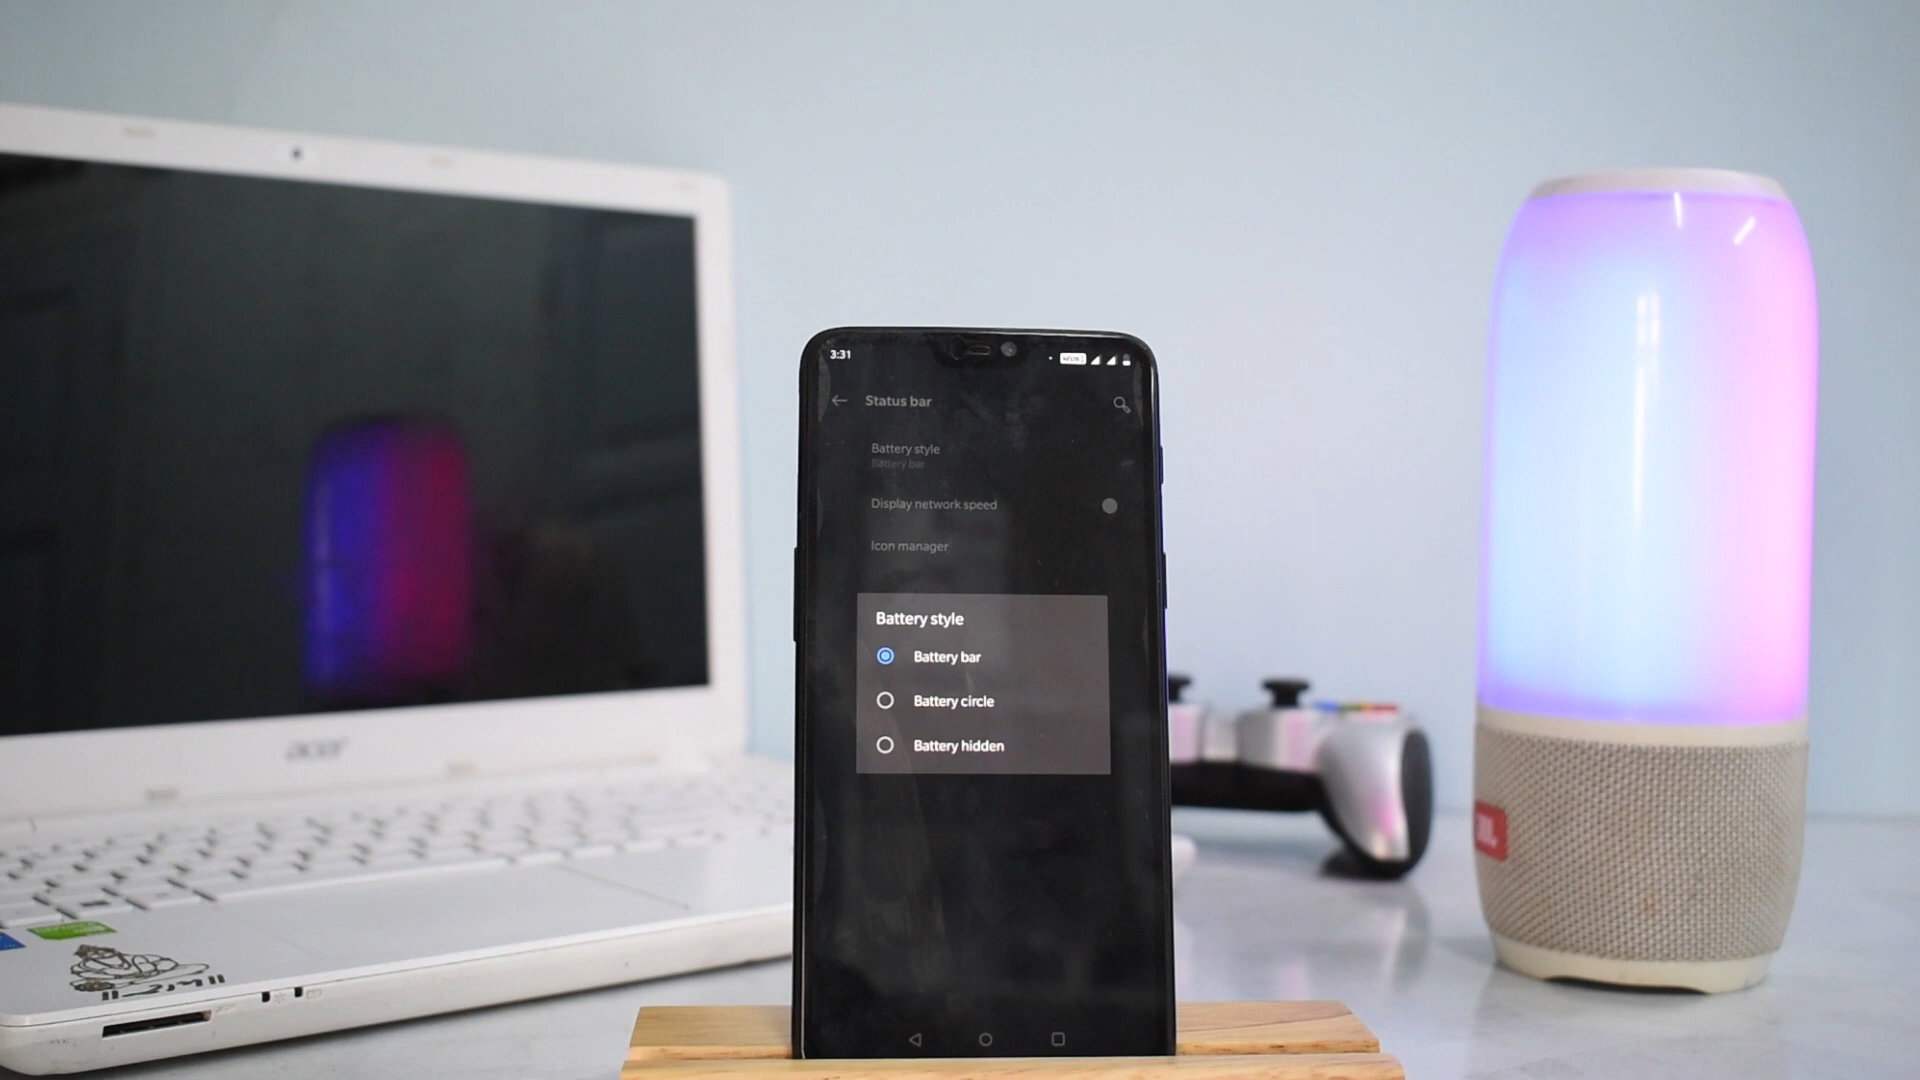 3:31
Status bar
Battery style
Battery bar
Display network speed
Icon manager
Battery style
Battery bar
Battery circle
Battery hidden
acer
JBL